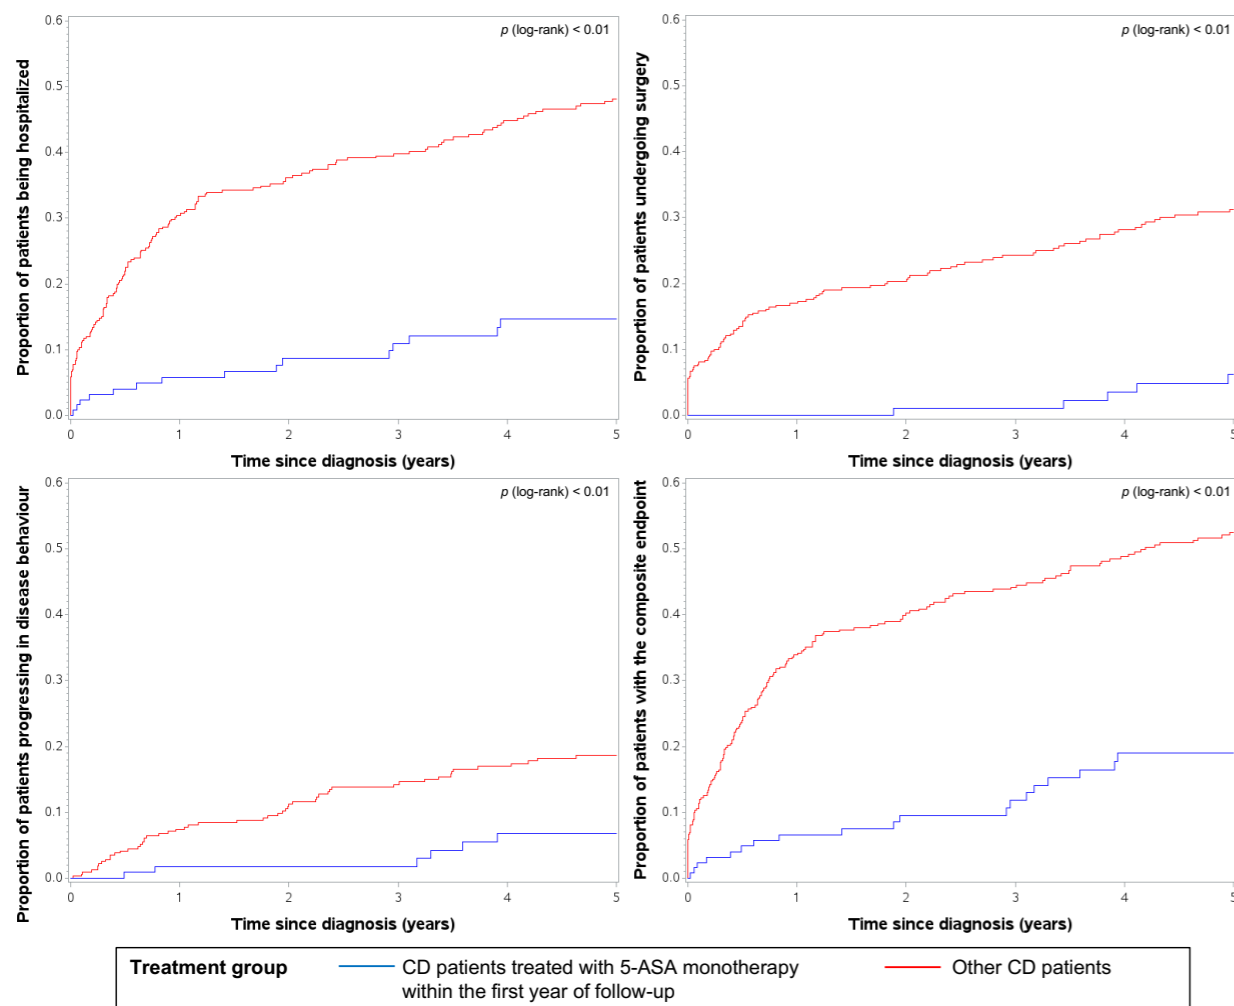 Proportion of patients being hospitalized
0.6
0.5
0.4
0.3
0.2
0.1
0.0
p (log-rank) < 0.01
0 1 2 3 4 5
Time since diagnosis (years)
Proportion of patients undergoing surgery
0.6
0.5
0.4
0.3
0.2
0.1
0.0
p (log-rank) < 0.01
0 1 2 3 4 5
Time since diagnosis (years)
Proportion of patients progressing in disease behaviour
0.6
0.5
0.4
0.3
0.2
0.1
0.0
p (log-rank) < 0.01
0 1 2 3 4 5
Time since diagnosis (years)
Proportion of patients with the composite endpoint
0.6
0.5
0.4
0.3
0.2
0.1
0.0
p (log-rank) < 0.01
0 1 2 3 4 5
Time since diagnosis (years)
Treatment group
CD patients treated with 5-ASA monotherapy
within the first year of follow-up
Other CD patients